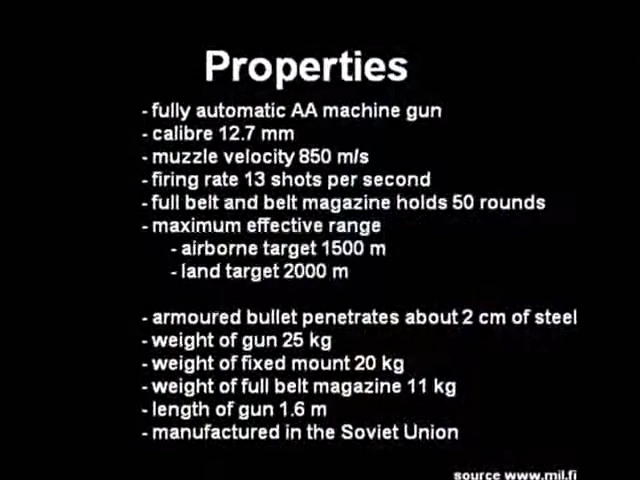 Properties
- fully automatic AA machine gun
- calibre 12.7 mm
- muzzle velocity 850 m/s
- firing rate 13 shots per second
- full belt and belt magazine holds 50 rounds
- maximum effective range
- airborne target 1500 m
- land target 2000 m
- armoured bullet penetrates about 2 cm of steel
- weight of gun 25 kg
- weight of fixed mount 20 kg
- weight of full belt magazine 11 kg
- length of gun 1.6 m
- manufactured in the Soviet Union
source www.mil.fi